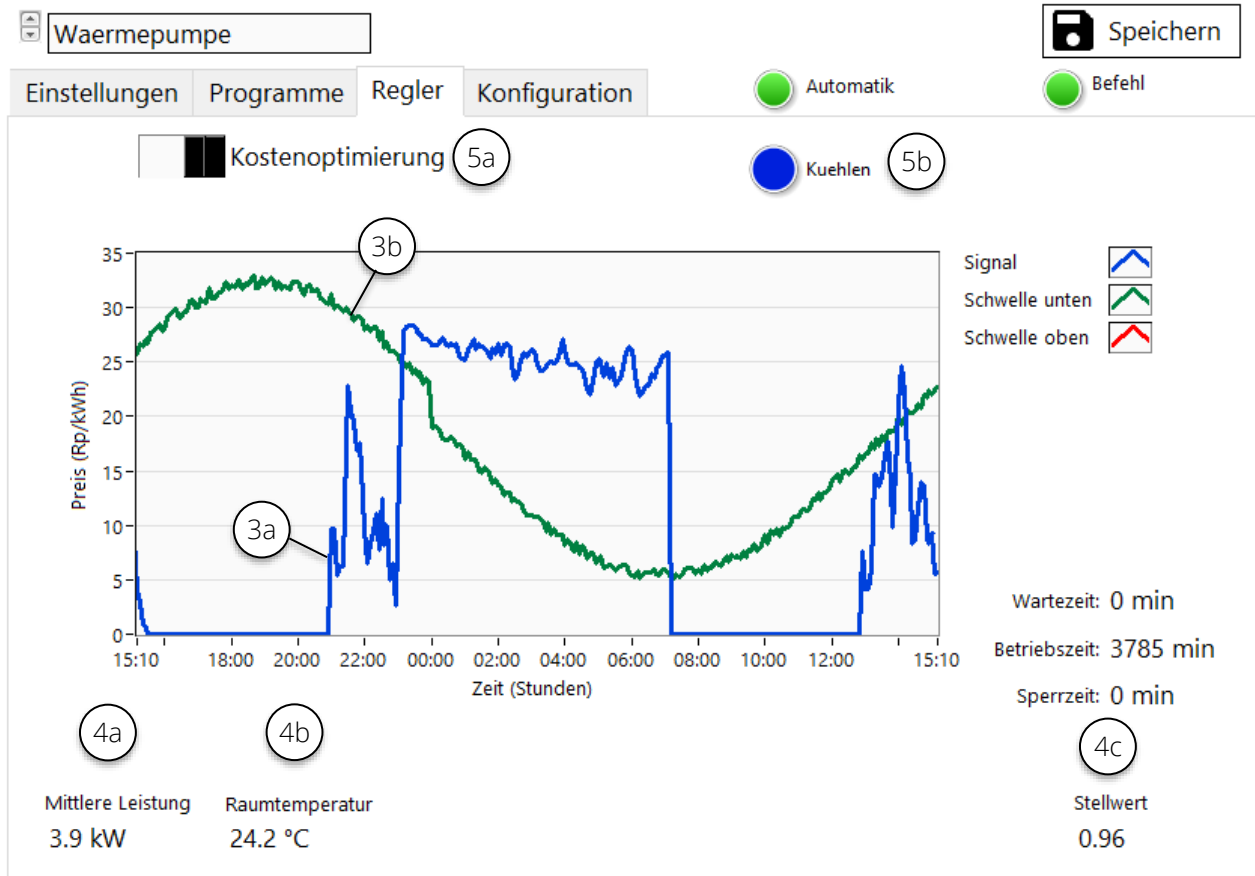 Waermepumpe
Speichern
Einstellungen Programme Regler Konfiguration
Automatik
Befehl
Kostenoptimierung
5a
Kuehlen
5b
3b
3a
Preis (Rp/kWh)
35
30
25
20
15
10
5
0
15:10 18:00 20:00 22:00 00:00 02:00 04:00 06:00 08:00 10:00 12:00 15:10
Zeit (Stunden)
Signal
Schwelle unten
Schwelle oben
Wartezeit: 0 min
Betriebszeit: 3785 min
Sperrzeit: 0 min
4a
4b
4c
Mittlere Leistung
3.9 kW
Raumtemperatur
24.2 °C
Stellwert
0.96